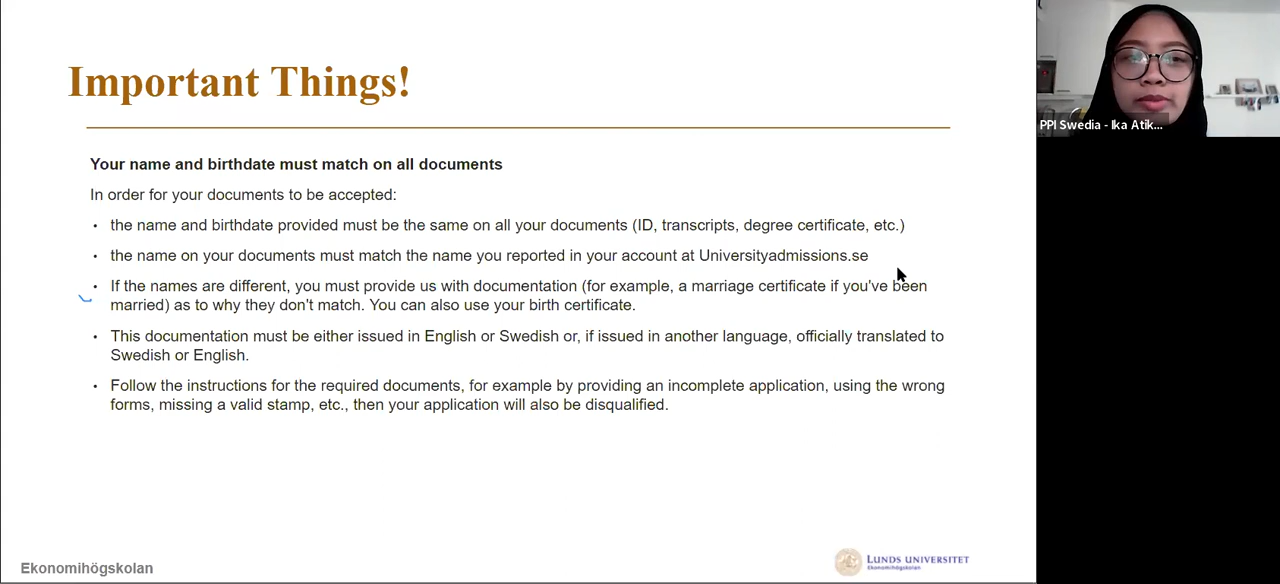 Important Things!
Your name and birthdate must match on all documents
In order for your documents to be accepted:
• the name and birthdate provided must be the same on all your documents (ID, transcripts, degree certificate, etc.)
• the name on your documents must match the name you reported in your account at Universityadmissions.se
• If the names are different, you must provide us with documentation (for example, a marriage certificate if you've been
married) as to why they don't match. You can also use your birth certificate.
• This documentation must be either issued in English or Swedish or, if issued in another language, officially translated to
Swedish or English.
• Follow the instructions for the required documents, for example by providing an incomplete application, using the wrong
forms, missing a valid stamp, etc., then your application will also be disqualified.
Ekonomihögskolan
LUNDS UNIVERSITET
Ekonomihögskolan
PPI Swedia - Ika Atik...